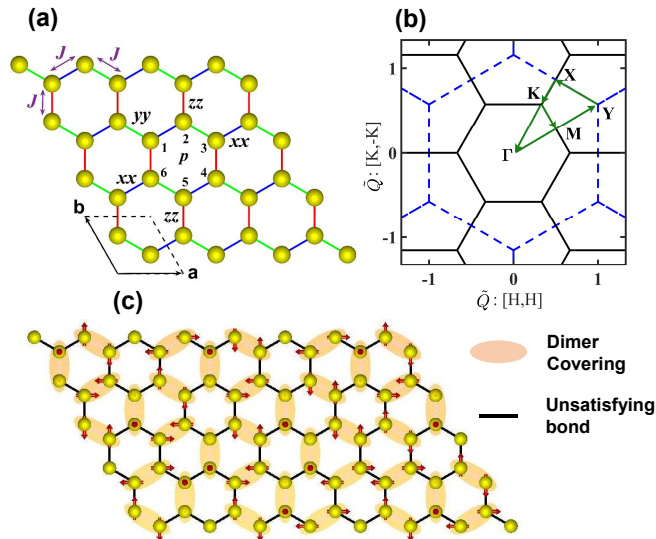 (a)
J
J
J
yy
zz
1
2
3
xx
p
xx
6
5
4
zz
b
a
(b)
1
0
-1
Q̃ : [K,-K]
X
K
Y
M
Γ
-1
0
1
Q̃ : [H,H]
(c)
Dimer
Covering
Unsatisfying
bond